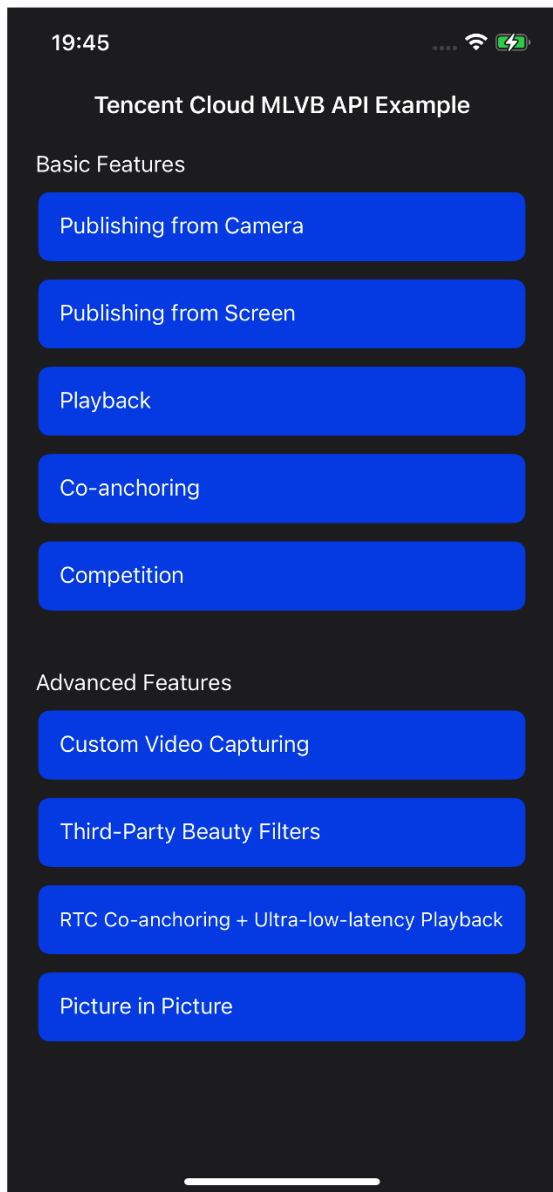 19:45
Tencent Cloud MLVB API Example
Basic Features
Publishing from Camera
Publishing from Screen
Playback
Co-anchoring
Competition
Advanced Features
Custom Video Capturing
Third-Party Beauty Filters
RTC Co-anchoring + Ultra-low-latency Playback
Picture in Picture